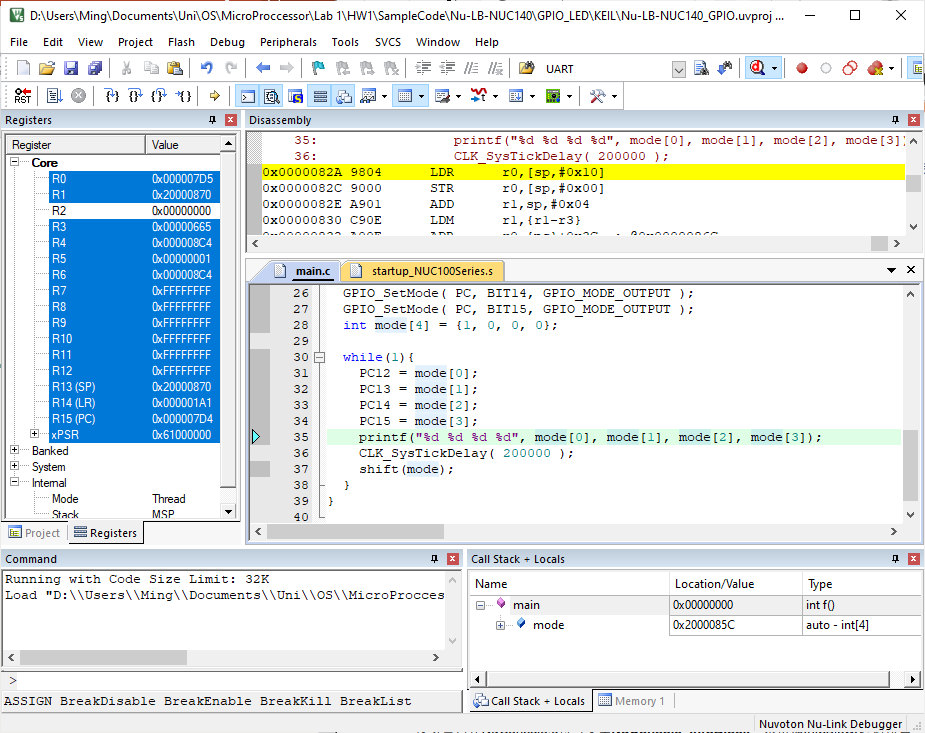 D:\Users\Ming\Documents\Uni\OS\MicroProccessor\Lab 1\HW1\SampleCode\Nu-LB-NUC140\GPIO_LED\KEIL\Nu-LB-NUC140_GPIO.uvproj ...
File Edit View Project Flash Debug Peripherals Tools SVCS Window Help
UART
RST
Registers
Register Value
Core
R0 0x000007D5
R1 0x20000870
R2 0x00000000
R3 0x00000665
R4 0x000008C4
R5 0x00000001
R6 0x000008C4
R7 0xFFFFFFFF
R8 0xFFFFFFFF
R9 0xFFFFFFFF
R10 0xFFFFFFFF
R11 0xFFFFFFFF
R12 0xFFFFFFFF
R13 (SP) 0x20000870
R14 (LR) 0x000001A1
R15 (PC) 0x000007D4
xPSR 0x61000000
Banked
System
Internal
Mode Thread
Stack MSP
Project Registers
Disassembly
35: printf("%d %d %d %d", mode[0], mode[1], mode[2], mode[3])
36: CLK_SysTickDelay( 200000 );
0x0000082A 9804 LDR r0,[sp,#0x10]
0x0000082C 9000 STR r0,[sp,#0x00]
0x0000082E A901 ADD r1,sp,#0x04
0x00000830 C90E LDM r1,{r1-r3}
main.c startup_NUC100Series.s
26 GPIO_SetMode( PC, BIT14, GPIO_MODE_OUTPUT );
27 GPIO_SetMode( PC, BIT15, GPIO_MODE_OUTPUT );
28 int mode[4] = {1, 0, 0, 0};
29
30 while(1){
31 PC12 = mode[0];
32 PC13 = mode[1];
33 PC14 = mode[2];
34 PC15 = mode[3];
35 printf("%d %d %d %d", mode[0], mode[1], mode[2], mode[3]);
36 CLK_SysTickDelay( 200000 );
37 shift(mode);
38 }
39 }
40
Command
Running with Code Size Limit: 32K
Load "D:\\Users\\Ming\\Documents\\Uni\\OS\\MicroProcces
>
ASSIGN BreakDisable BreakEnable BreakKill BreakList
Call Stack + Locals
Name Location/Value Type
main 0x00000000 int f()
mode 0x2000085C auto - int[4]
Call Stack + Locals Memory 1
Nuvoton Nu-Link Debugger